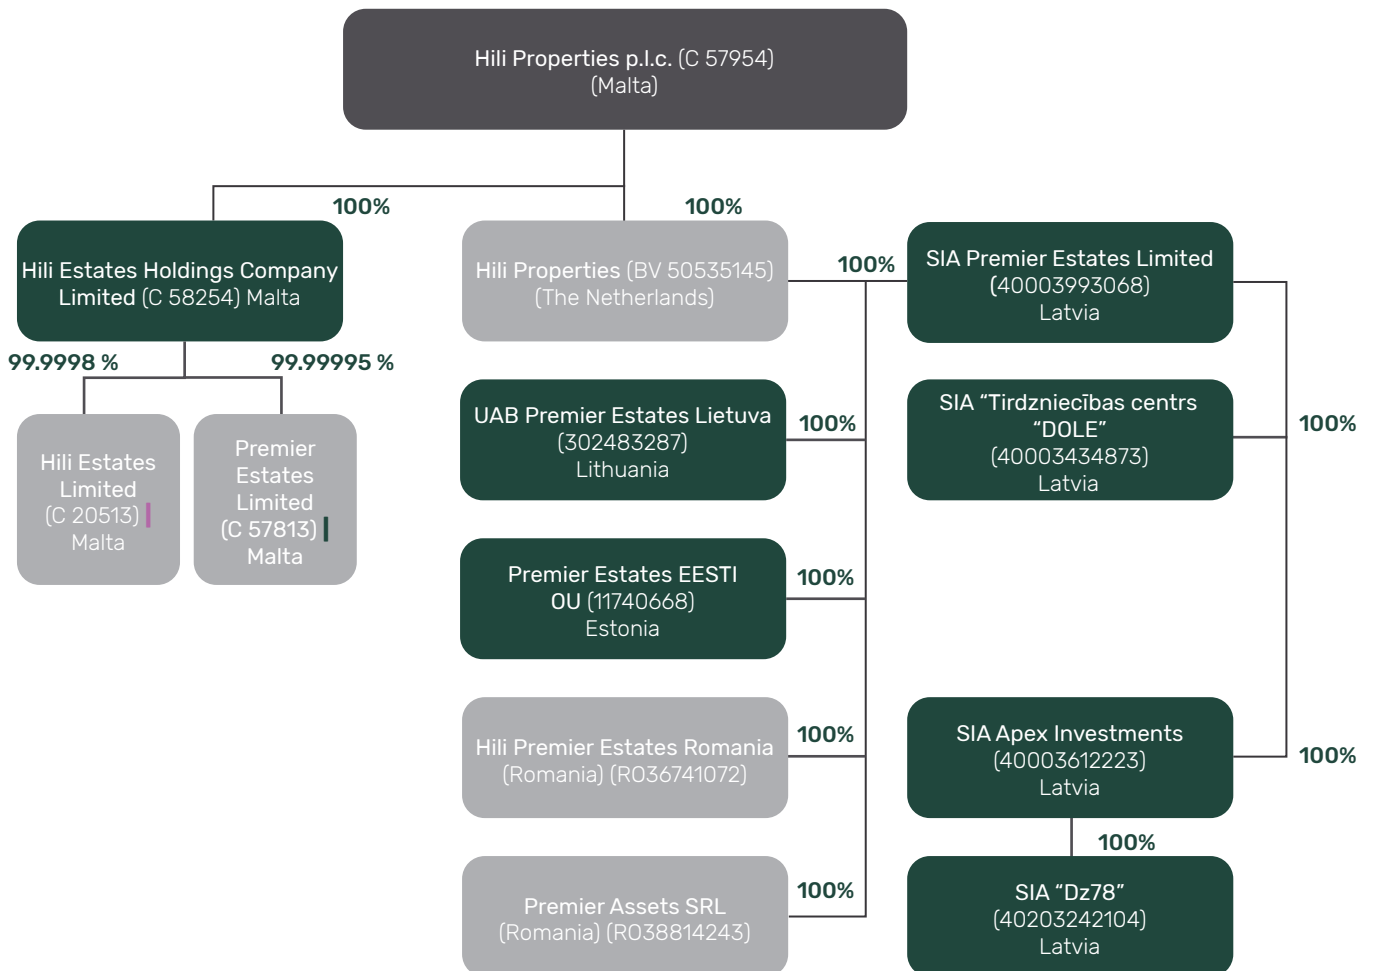 Hili Properties p.l.c. (C 57954)
(Malta)
100%
100%
Hili Estates Holdings Company
Limited (C 58254) Malta
Hili Properties (BV 50535145)
(The Netherlands)
100%
SIA Premier Estates Limited
(40003993068)
Latvia
99.9998 %
99.99995 %
Hili Estates
Limited
(C 20513)
Malta
Premier
Estates
Limited
(C 57813)
Malta
UAB Premier Estates Lietuva
(302483287)
Lithuania
100%
SIA “Tirdzniecības centrs
“DOLE”
(40003434873)
Latvia
100%
Premier Estates EESTI
OU (11740668)
Estonia
100%
Hili Premier Estates Romania
(Romania) (RO36741072)
100%
SIA Apex Investments
(40003612223)
Latvia
100%
100%
Premier Assets SRL
(Romania) (RO38814243)
100%
SIA “Dz78”
(40203242104)
Latvia